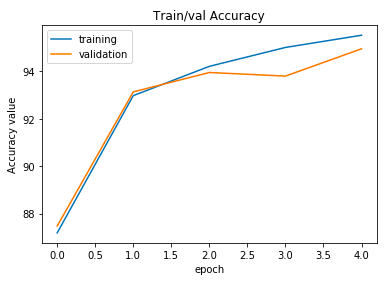 Train/val Accuracy
training
validation
Accuracy value
94
92
90
88
0.0 0.5 1.0 1.5 2.0 2.5 3.0 3.5 4.0
epoch